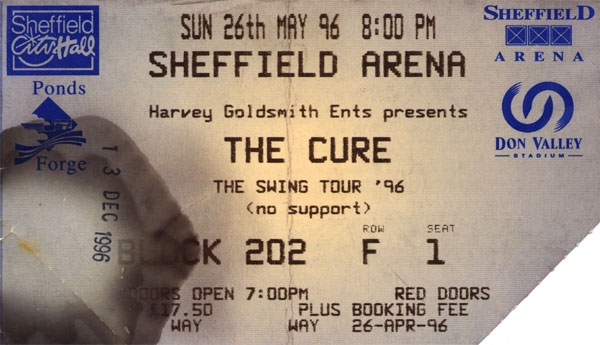 Sheffield
City Hall
Ponds
Forge
SUN 26th MAY 96 8:00 PM
SHEFFIELD ARENA
Harvey Goldsmith Ents presents
THE CURE
THE SWING TOUR '96
(no support)
ROW SEAT
BLOCK 202 F 1
DOORS OPEN 7:00PM RED DOORS
£17.50 PLUS BOOKING FEE
WAY WAY 26-APR-96
13 DEC 1996
SHEFFIELD
ARENA
DON VALLEY
STADIUM